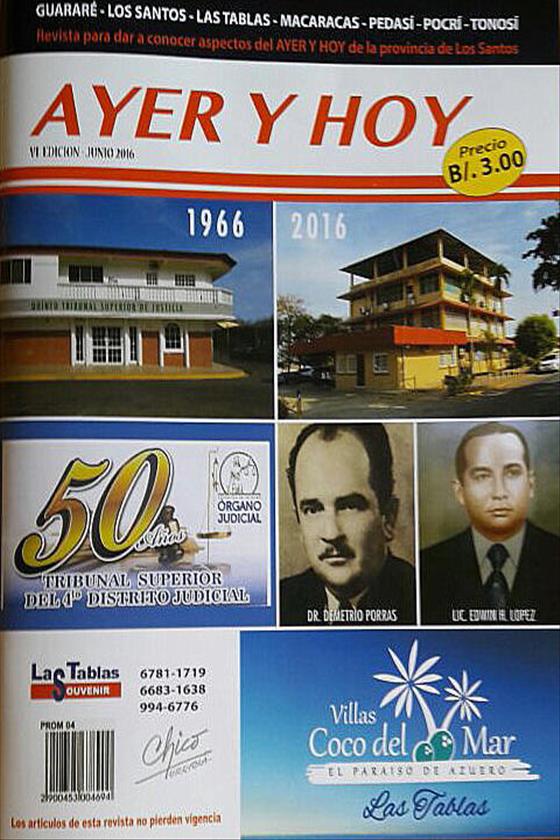 GUARARÉ - LOS SANTOS - LAS TABLAS - MACARACAS - PEDASÍ - POCRÍ - TONOSÍ
Revista para dar a conocer aspectos del AYER Y HOY de la provincia de Los Santos
AYER Y HOY
VI EDICION - JUNIO 2016
Precio
B/. 3.00
1966
2016
QUINTO TRIBUNAL SUPERIOR DE JUSTICIA
50
Años
ÓRGANO
JUDICIAL
TRIBUNAL SUPERIOR
DEL 4to DISTRITO JUDICIAL
DR. DEMETRIO PORRAS
LIC. EDWIN H. LOPEZ
Las Tablas
SOUVENIR
6781-1719
6683-1638
994-6776
PROM 04
Chico
2900453004694
Villas
Coco del Mar
EL PARAISO DE AZUERO
Las Tablas
Los artículos de esta revista no pierden vigencia